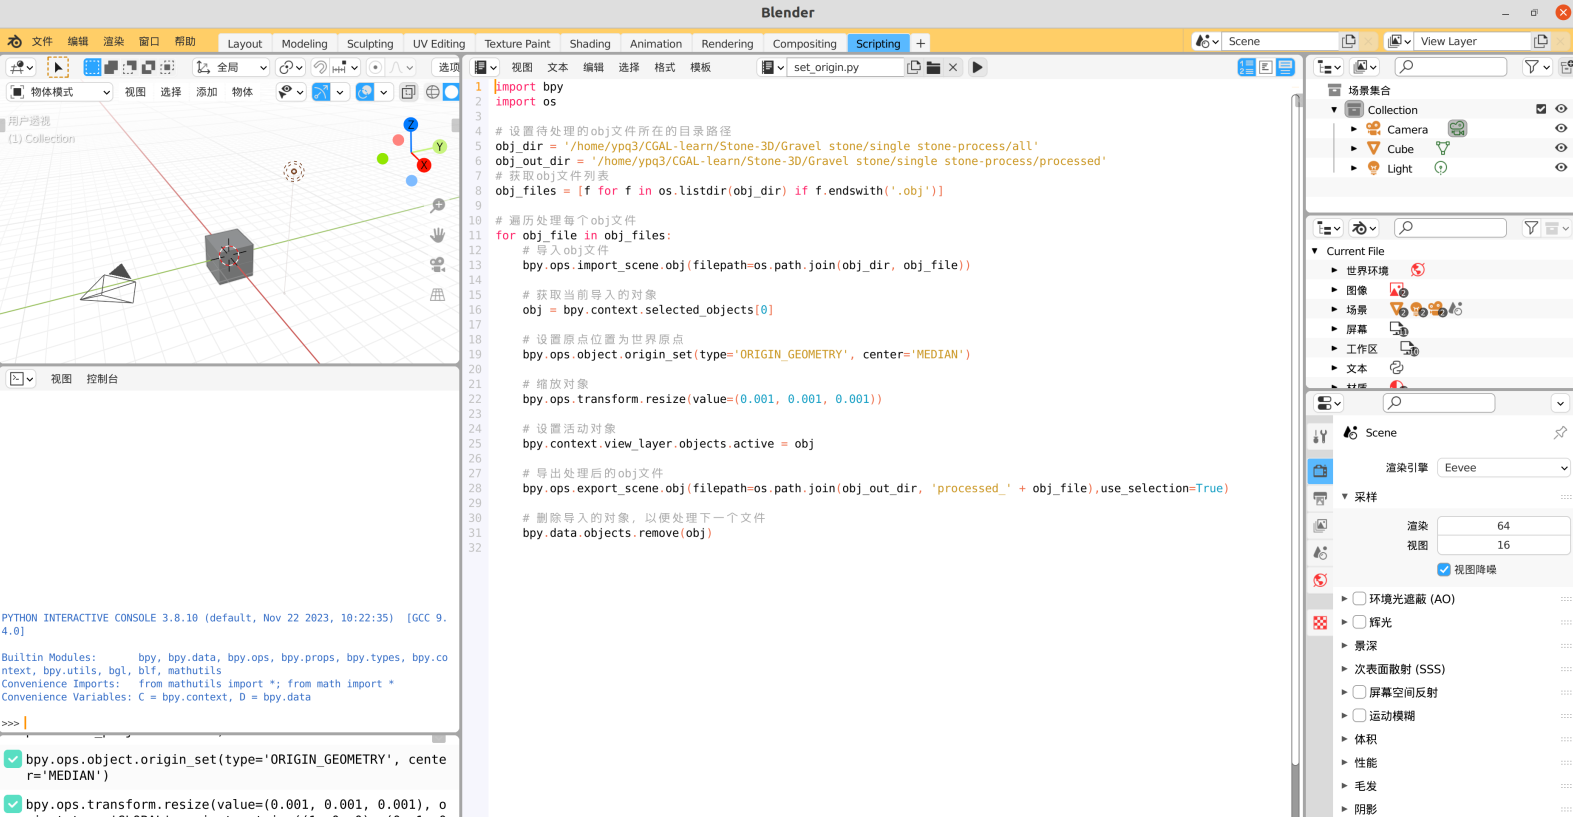 Blender
文件 编辑 渲染 窗口 帮助 Layout Modeling Sculpting UV Editing Texture Paint Shading Animation Rendering Compositing Scripting + Scene View Layer
全局 选项
物体模式 视图 选择 添加 物体
用户透视
(1) Collection
Z
Y
X
视图 控制台
PYTHON INTERACTIVE CONSOLE 3.8.10 (default, Nov 22 2023, 10:22:35)  [GCC 9.
4.0]
Builtin Modules:      bpy, bpy.data, bpy.ops, bpy.props, bpy.types, bpy.co
ntext, bpy.utils, bgl, blf, mathutils
Convenience Imports:  from mathutils import *; from math import *
Convenience Variables: C = bpy.context, D = bpy.data
>>>
bpy.ops.object.origin_set(type='ORIGIN_GEOMETRY', cente
r='MEDIAN')
bpy.ops.transform.resize(value=(0.001, 0.001, 0.001), o
视图 文本 编辑 选择 格式 模板 set_origin.py
1 import bpy
2 import os
3
4 # 设置待处理的obj文件所在的目录路径
5 obj_dir = '/home/ypq3/CGAL-learn/Stone-3D/Gravel stone/single stone-process/all'
6 obj_out_dir = '/home/ypq3/CGAL-learn/Stone-3D/Gravel stone/single stone-process/processed'
7 # 获取obj文件列表
8 obj_files = [f for f in os.listdir(obj_dir) if f.endswith('.obj')]
9
10 # 遍历处理每个obj文件
11 for obj_file in obj_files:
12     # 导入obj文件
13     bpy.ops.import_scene.obj(filepath=os.path.join(obj_dir, obj_file))
14
15     # 获取当前导入的对象
16     obj = bpy.context.selected_objects[0]
17
18     # 设置原点位置为世界原点
19     bpy.ops.object.origin_set(type='ORIGIN_GEOMETRY', center='MEDIAN')
20
21     # 缩放对象
22     bpy.ops.transform.resize(value=(0.001, 0.001, 0.001))
23
24     # 设置活动对象
25     bpy.context.view_layer.objects.active = obj
26
27     # 导出处理后的obj文件
28     bpy.ops.export_scene.obj(filepath=os.path.join(obj_out_dir, 'processed_' + obj_file),use_selection=True)
29
30     # 删除导入的对象，以便处理下一个文件
31     bpy.data.objects.remove(obj)
32
场景集合
Collection
Camera
Cube
Light
Current File
世界环境
图像 2
场景 2 2 2
屏幕 11
工作区 10
文本
材质
Scene
渲染引擎 Eevee
采样
渲染 64
视图 16
视图降噪
环境光遮蔽 (AO)
辉光
景深
次表面散射 (SSS)
屏幕空间反射
运动模糊
体积
性能
毛发
阴影